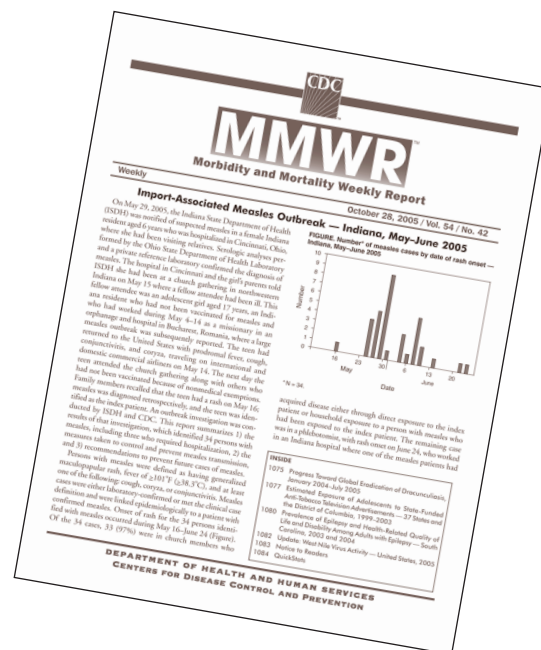 CDC
MMWR™
Morbidity and Mortality Weekly Report
Weekly
October 28, 2005 / Vol. 54 / No. 42
Import-Associated Measles Outbreak — Indiana, May–June 2005
On May 29, 2005, the Indiana State Department of Health
(ISDH) was notified of suspected measles in a female Indiana
resident aged 6 years who was hospitalized in Cincinnati, Ohio,
where she had been visiting relatives. Serologic analyses per-
formed by the Ohio State Department of Health Laboratory
and a private reference laboratory confirmed the diagnosis of
measles. The hospital in Cincinnati and the girl's parents told
ISDH she had been at a church gathering in northwestern
Indiana on May 15 where a fellow attendee had been ill. This
fellow attendee was an adolescent girl aged 17 years, an Indi-
ana resident who had not been vaccinated for measles and
who had worked during May 4–14 as a missionary in an
orphanage and hospital in Bucharest, Romania, where a large
measles outbreak was subsequently reported. The teen had
returned to the United States with prodromal fever, cough,
conjunctivitis, and coryza, traveling on international and
domestic commercial airlines on May 14. The next day the
teen attended the church gathering along with others who
had not been vaccinated because of nonmedical exemptions.
Family members recalled that the teen had a rash on May 16;
measles was diagnosed retrospectively, and the teen was iden-
tified as the index patient. An outbreak investigation was con-
ducted by ISDH and CDC. This report summarizes 1) the
results of that investigation, which identified 34 persons with
measles, including three who required hospitalization, 2) the
measures taken to control and prevent measles transmission,
and 3) recommendations to prevent future cases of measles.
Persons with measles were defined as having generalized
maculopapular rash, fever of ≥101°F (≥38.3°C), and at least
one of the following: cough, coryza, or conjunctivitis. Measles
cases were either laboratory-confirmed or met the clinical case
definition and were linked epidemiologically to a patient with
confirmed measles. Onset of rash for the 34 persons identi-
fied with measles occurred during May 16–June 24 (Figure).
Of the 34 cases, 33 (97%) were in church members who
FIGURE. Number* of measles cases by date of rash onset —
Indiana, May–June 2005
10
9
8
7
6
5
4
3
2
1
0
Number
16 23 30 6 13 20
May June
Date
*N = 34.
acquired disease either through direct exposure to the index
patient or household exposure to a person with measles who
had been exposed to the index patient. The remaining case
was in a phlebotomist, with rash onset on June 24, who worked
in an Indiana hospital where one of the measles patients had
INSIDE
1075 Progress Toward Global Eradication of Dracunculiasis,
January 2004–July 2005
1077 Estimated Exposure of Adolescents to State-Funded
Anti-Tobacco Television Advertisements — 37 States and
the District of Columbia, 1999–2003
1080 Prevalence of Epilepsy and Health-Related Quality of
Life and Disability Among Adults with Epilepsy — South
Carolina, 2003 and 2004
1082 Update: West Nile Virus Activity — United States, 2005
1083 Notice to Readers
1084 QuickStats
DEPARTMENT OF HEALTH AND HUMAN SERVICES
CENTERS FOR DISEASE CONTROL AND PREVENTION